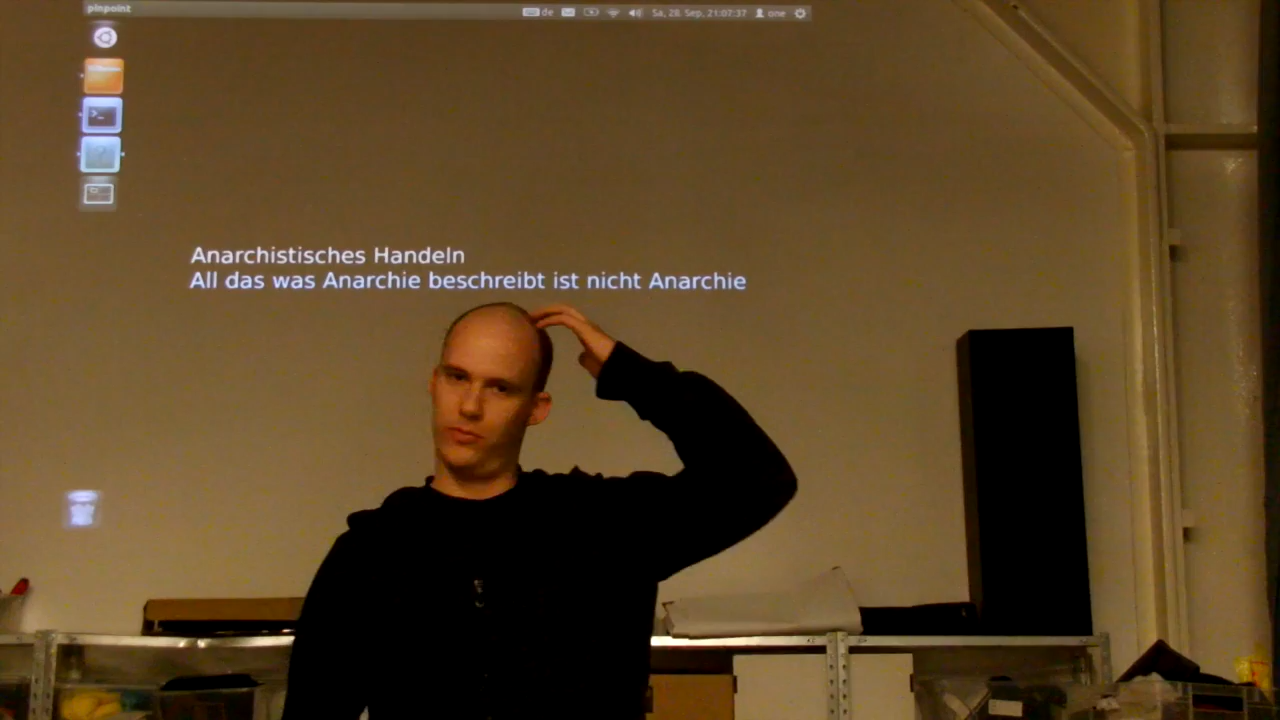 pinpoint
de
Sa, 28. Sep, 21:07:37
one
Anarchistisches Handeln
All das was Anarchie beschreibt ist nicht Anarchie